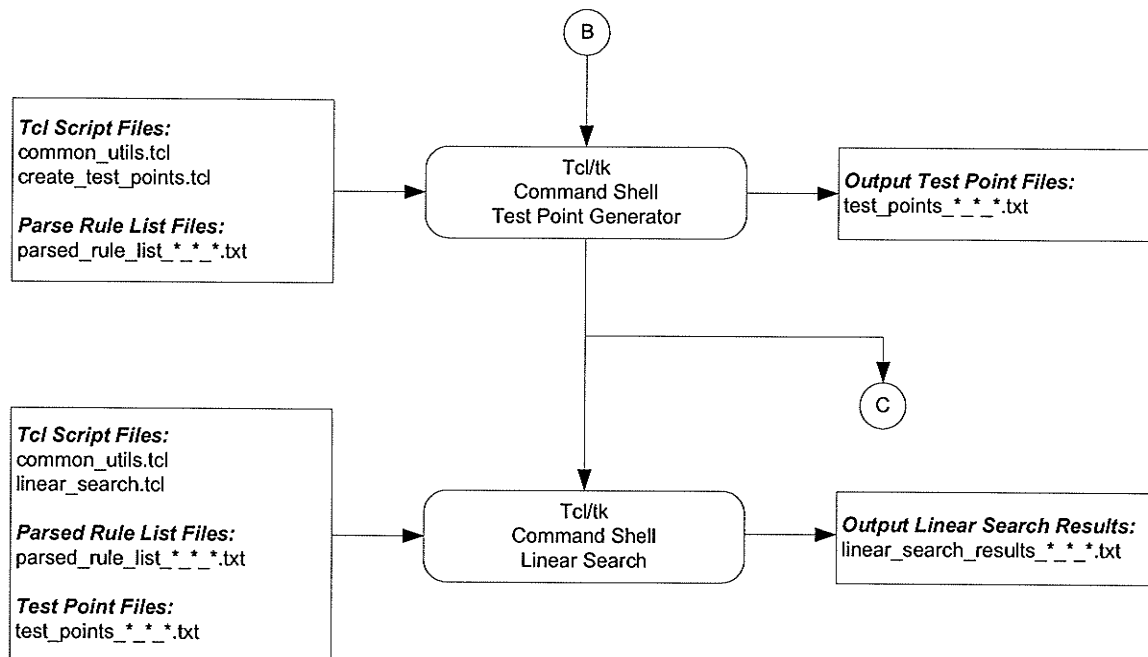 B
Tcl Script Files:
common_utils.tcl
create_test_points.tcl
Parse Rule List Files:
parsed_rule_list_*_*_*.txt
Tcl/tk
Command Shell
Test Point Generator
Output Test Point Files:
test_points_*_*_*.txt
C
Tcl Script Files:
common_utils.tcl
linear_search.tcl
Parsed Rule List Files:
parsed_rule_list_*_*_*.txt
Test Point Files:
test_points_*_*_*.txt
Tcl/tk
Command Shell
Linear Search
Output Linear Search Results:
linear_search_results_*_*_*.txt